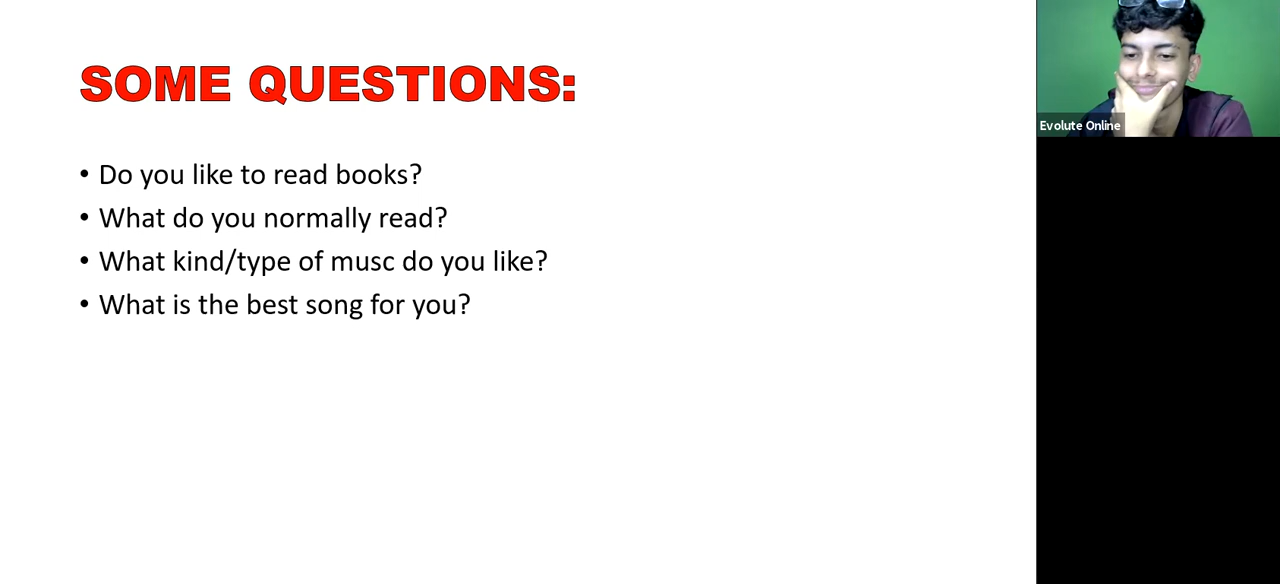 SOME QUESTIONS:
• Do you like to read books?
• What do you normally read?
• What kind/type of musc do you like?
• What is the best song for you?
Evolute Online